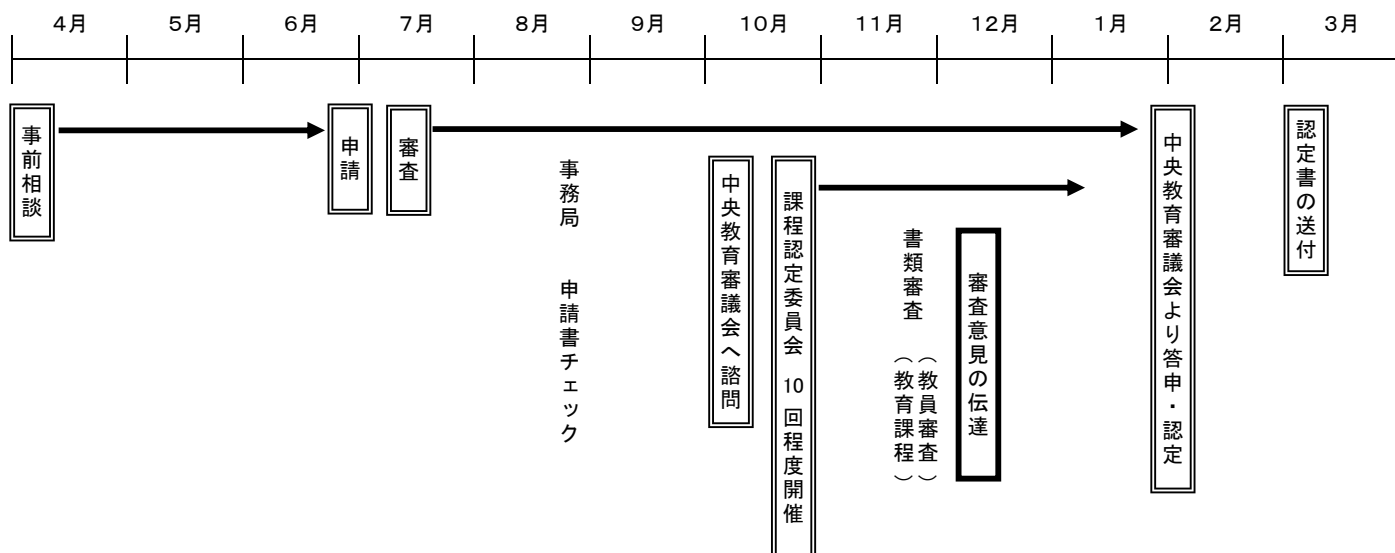 4月 5月 6月 7月 8月 9月 10月 11月 12月 1月 2月 3月
事前相談
申請
審査
事務局 申請書チェック
中央教育審議会へ諮問
課程認定委員会 10回程度開催
書類審査
（教員審査）
（教育課程）
審査意見の伝達
中央教育審議会より答申・認定
認定書の送付